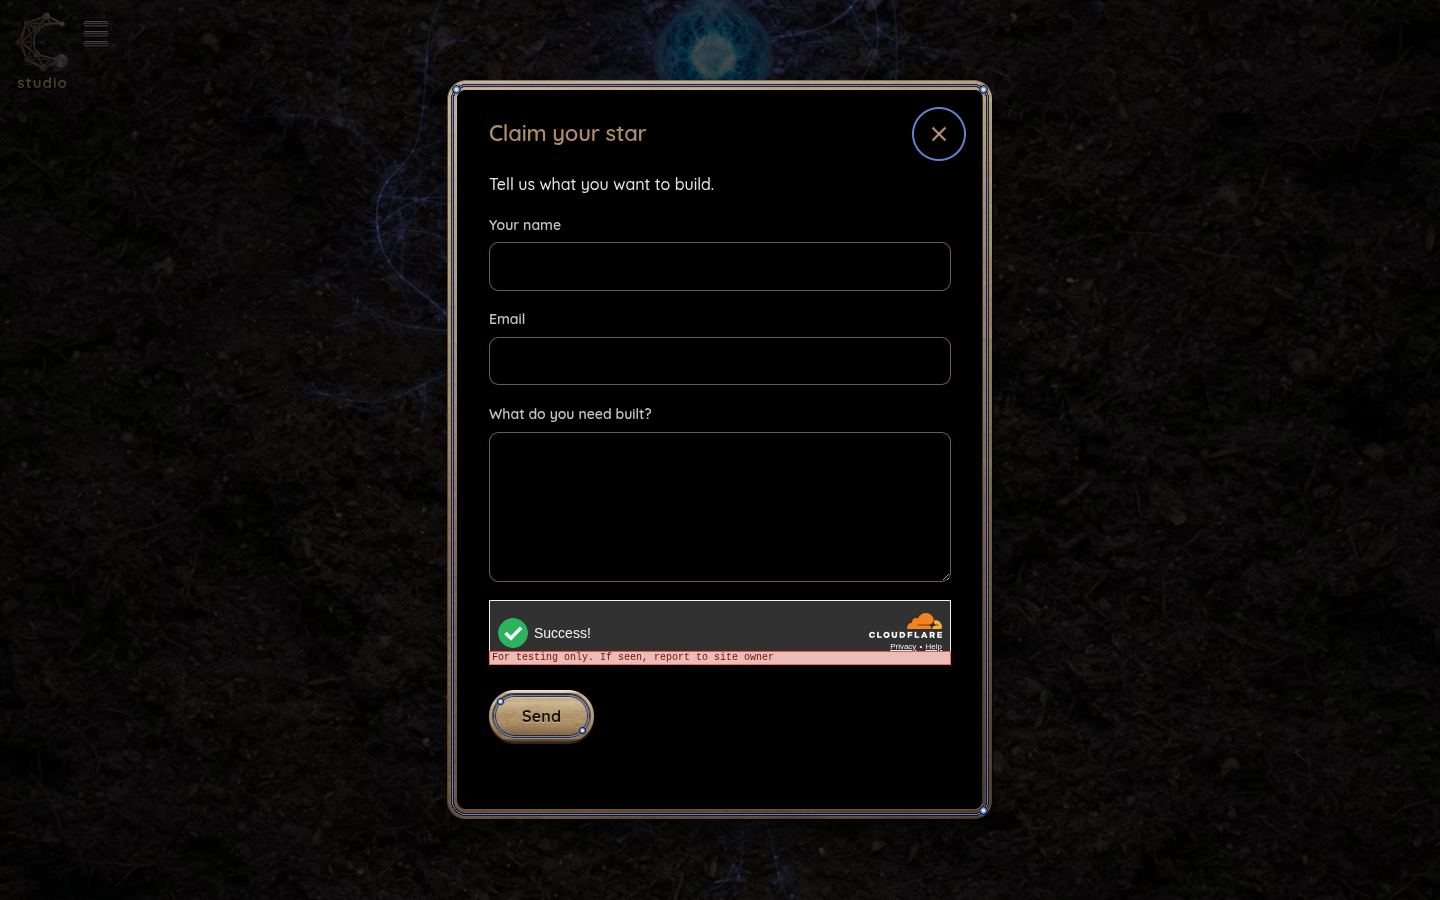 studio
Claim your star
Tell us what you want to build.
Your name
Email
What do you need built?
Success!
CLOUDFLARE
Privacy • Help
For testing only. If seen, report to site owner
Send